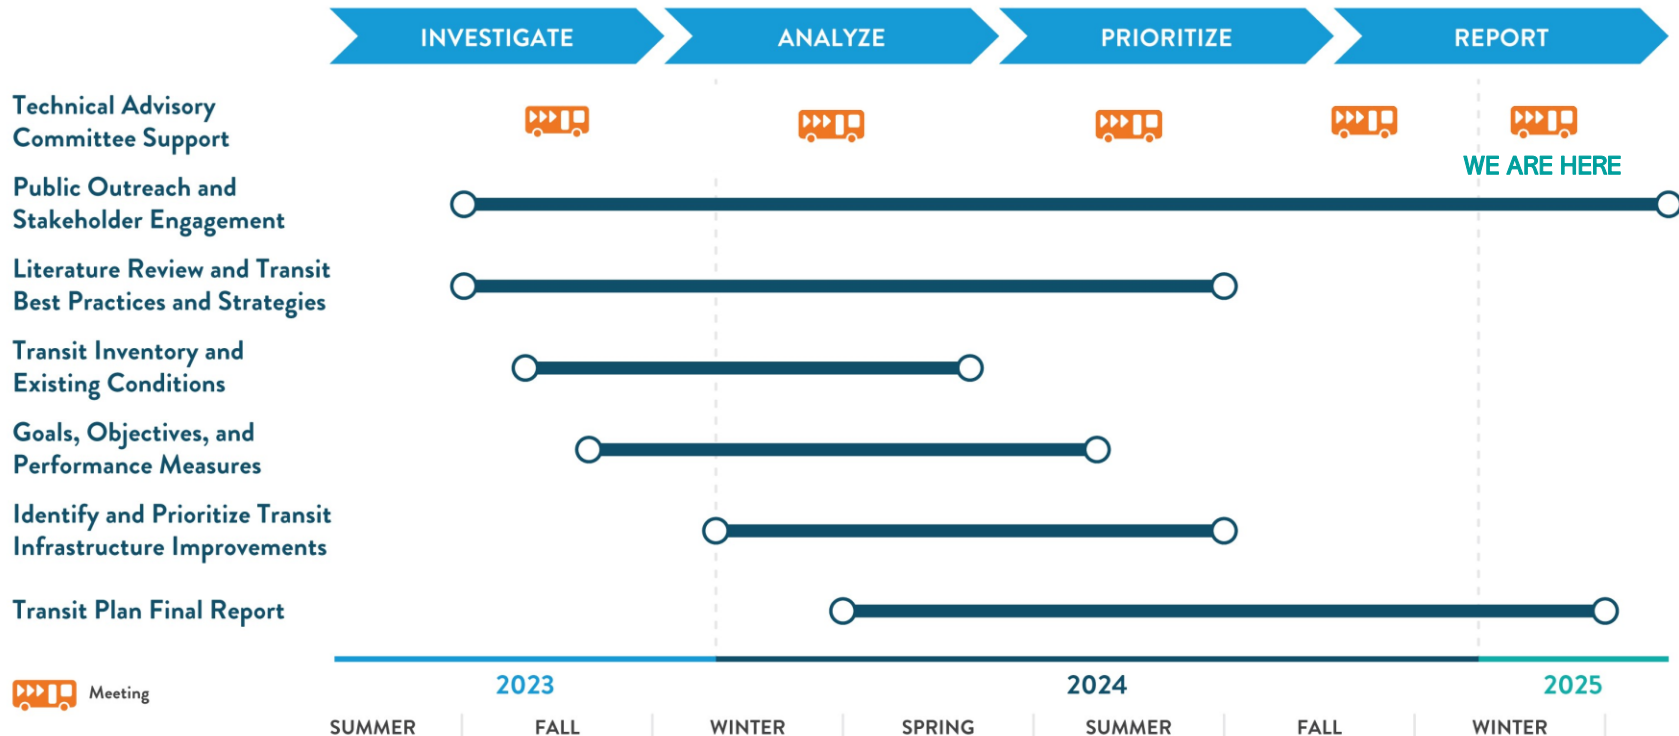 INVESTIGATE
ANALYZE
PRIORITIZE
REPORT
Technical Advisory
Committee Support
WE ARE HERE
Public Outreach and
Stakeholder Engagement
Literature Review and Transit
Best Practices and Strategies
Transit Inventory and
Existing Conditions
Goals, Objectives, and
Performance Measures
Identify and Prioritize Transit
Infrastructure Improvements
Transit Plan Final Report
Meeting
2023
2024
2025
SUMMER
FALL
WINTER
SPRING
SUMMER
FALL
WINTER